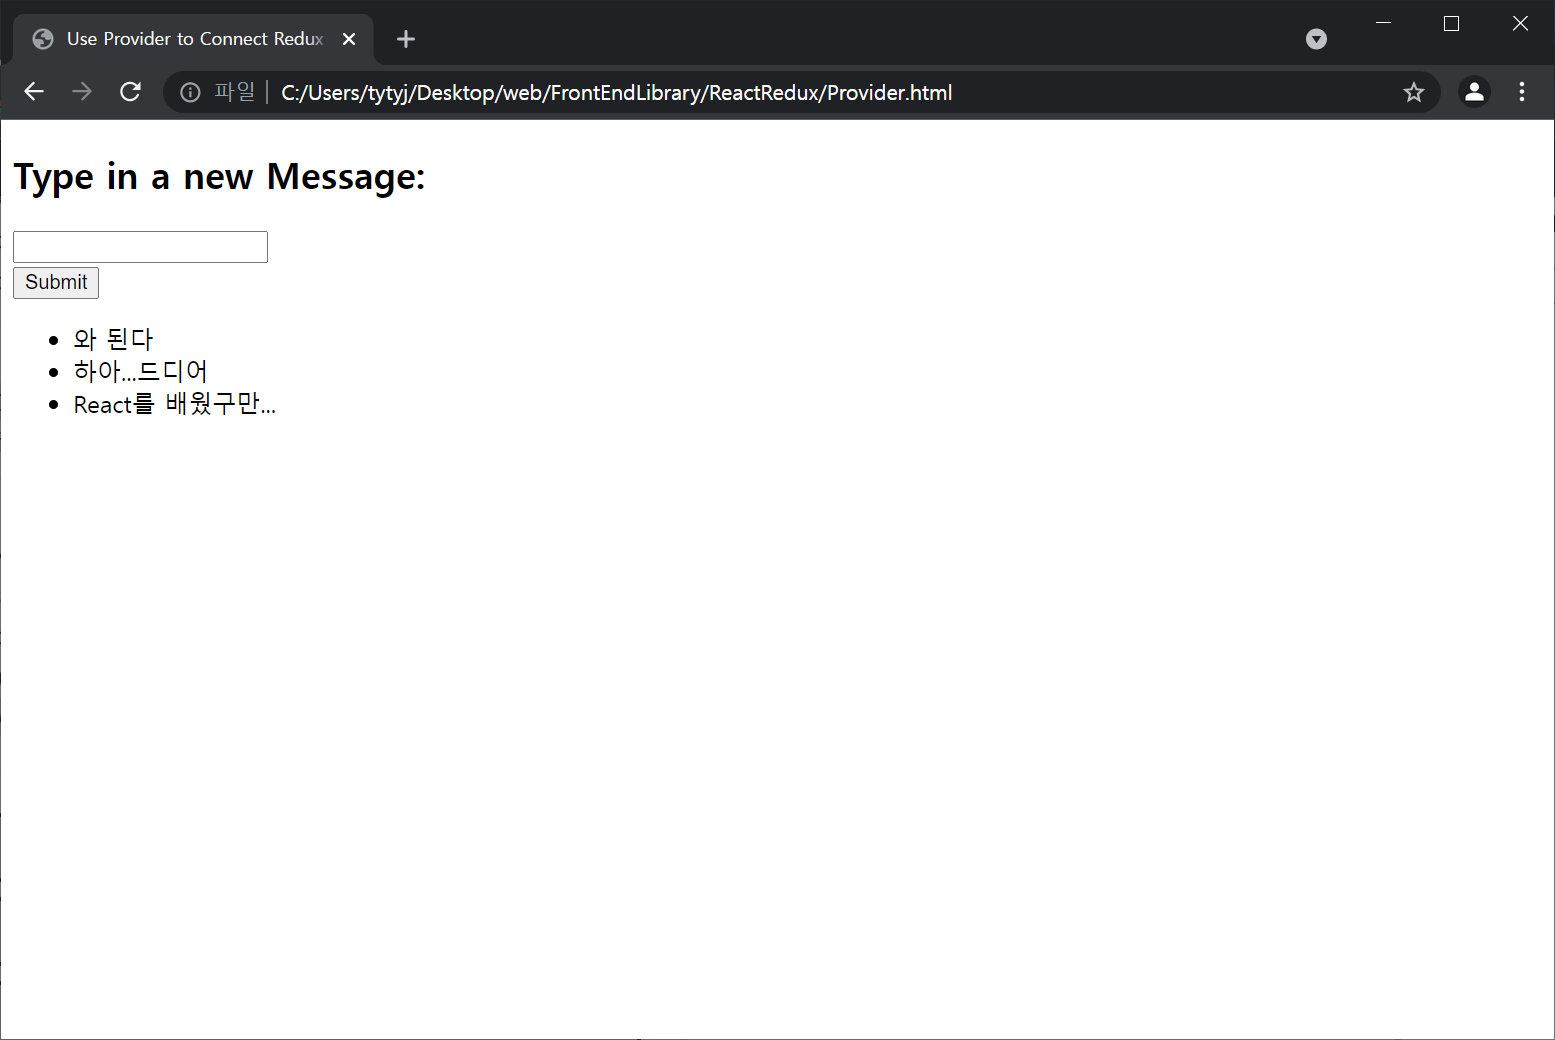 Use Provider to Connect Redux
파일 C:/Users/tytyj/Desktop/web/FrontEndLibrary/ReactRedux/Provider.html
Type in a new Message:
Submit
와 된다
하아...드디어
React를 배웠구만...